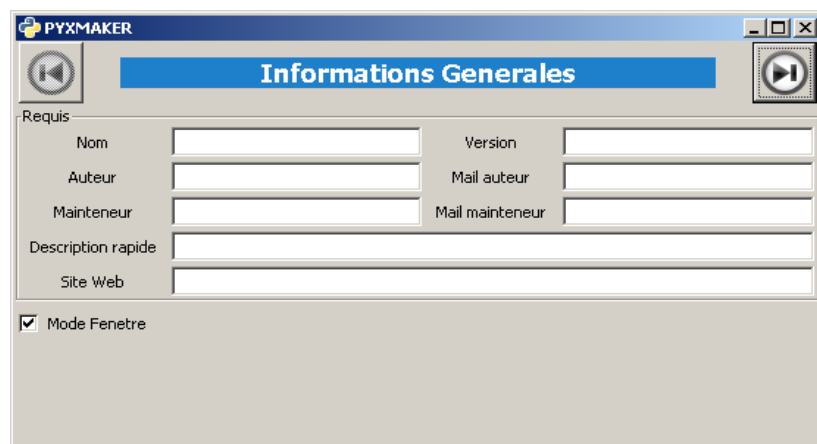 PYXMAKER
Informations Generales
Requis
Nom Version
Auteur Mail auteur
Mainteneur Mail mainteneur
Description rapide
Site Web
Mode Fenetre